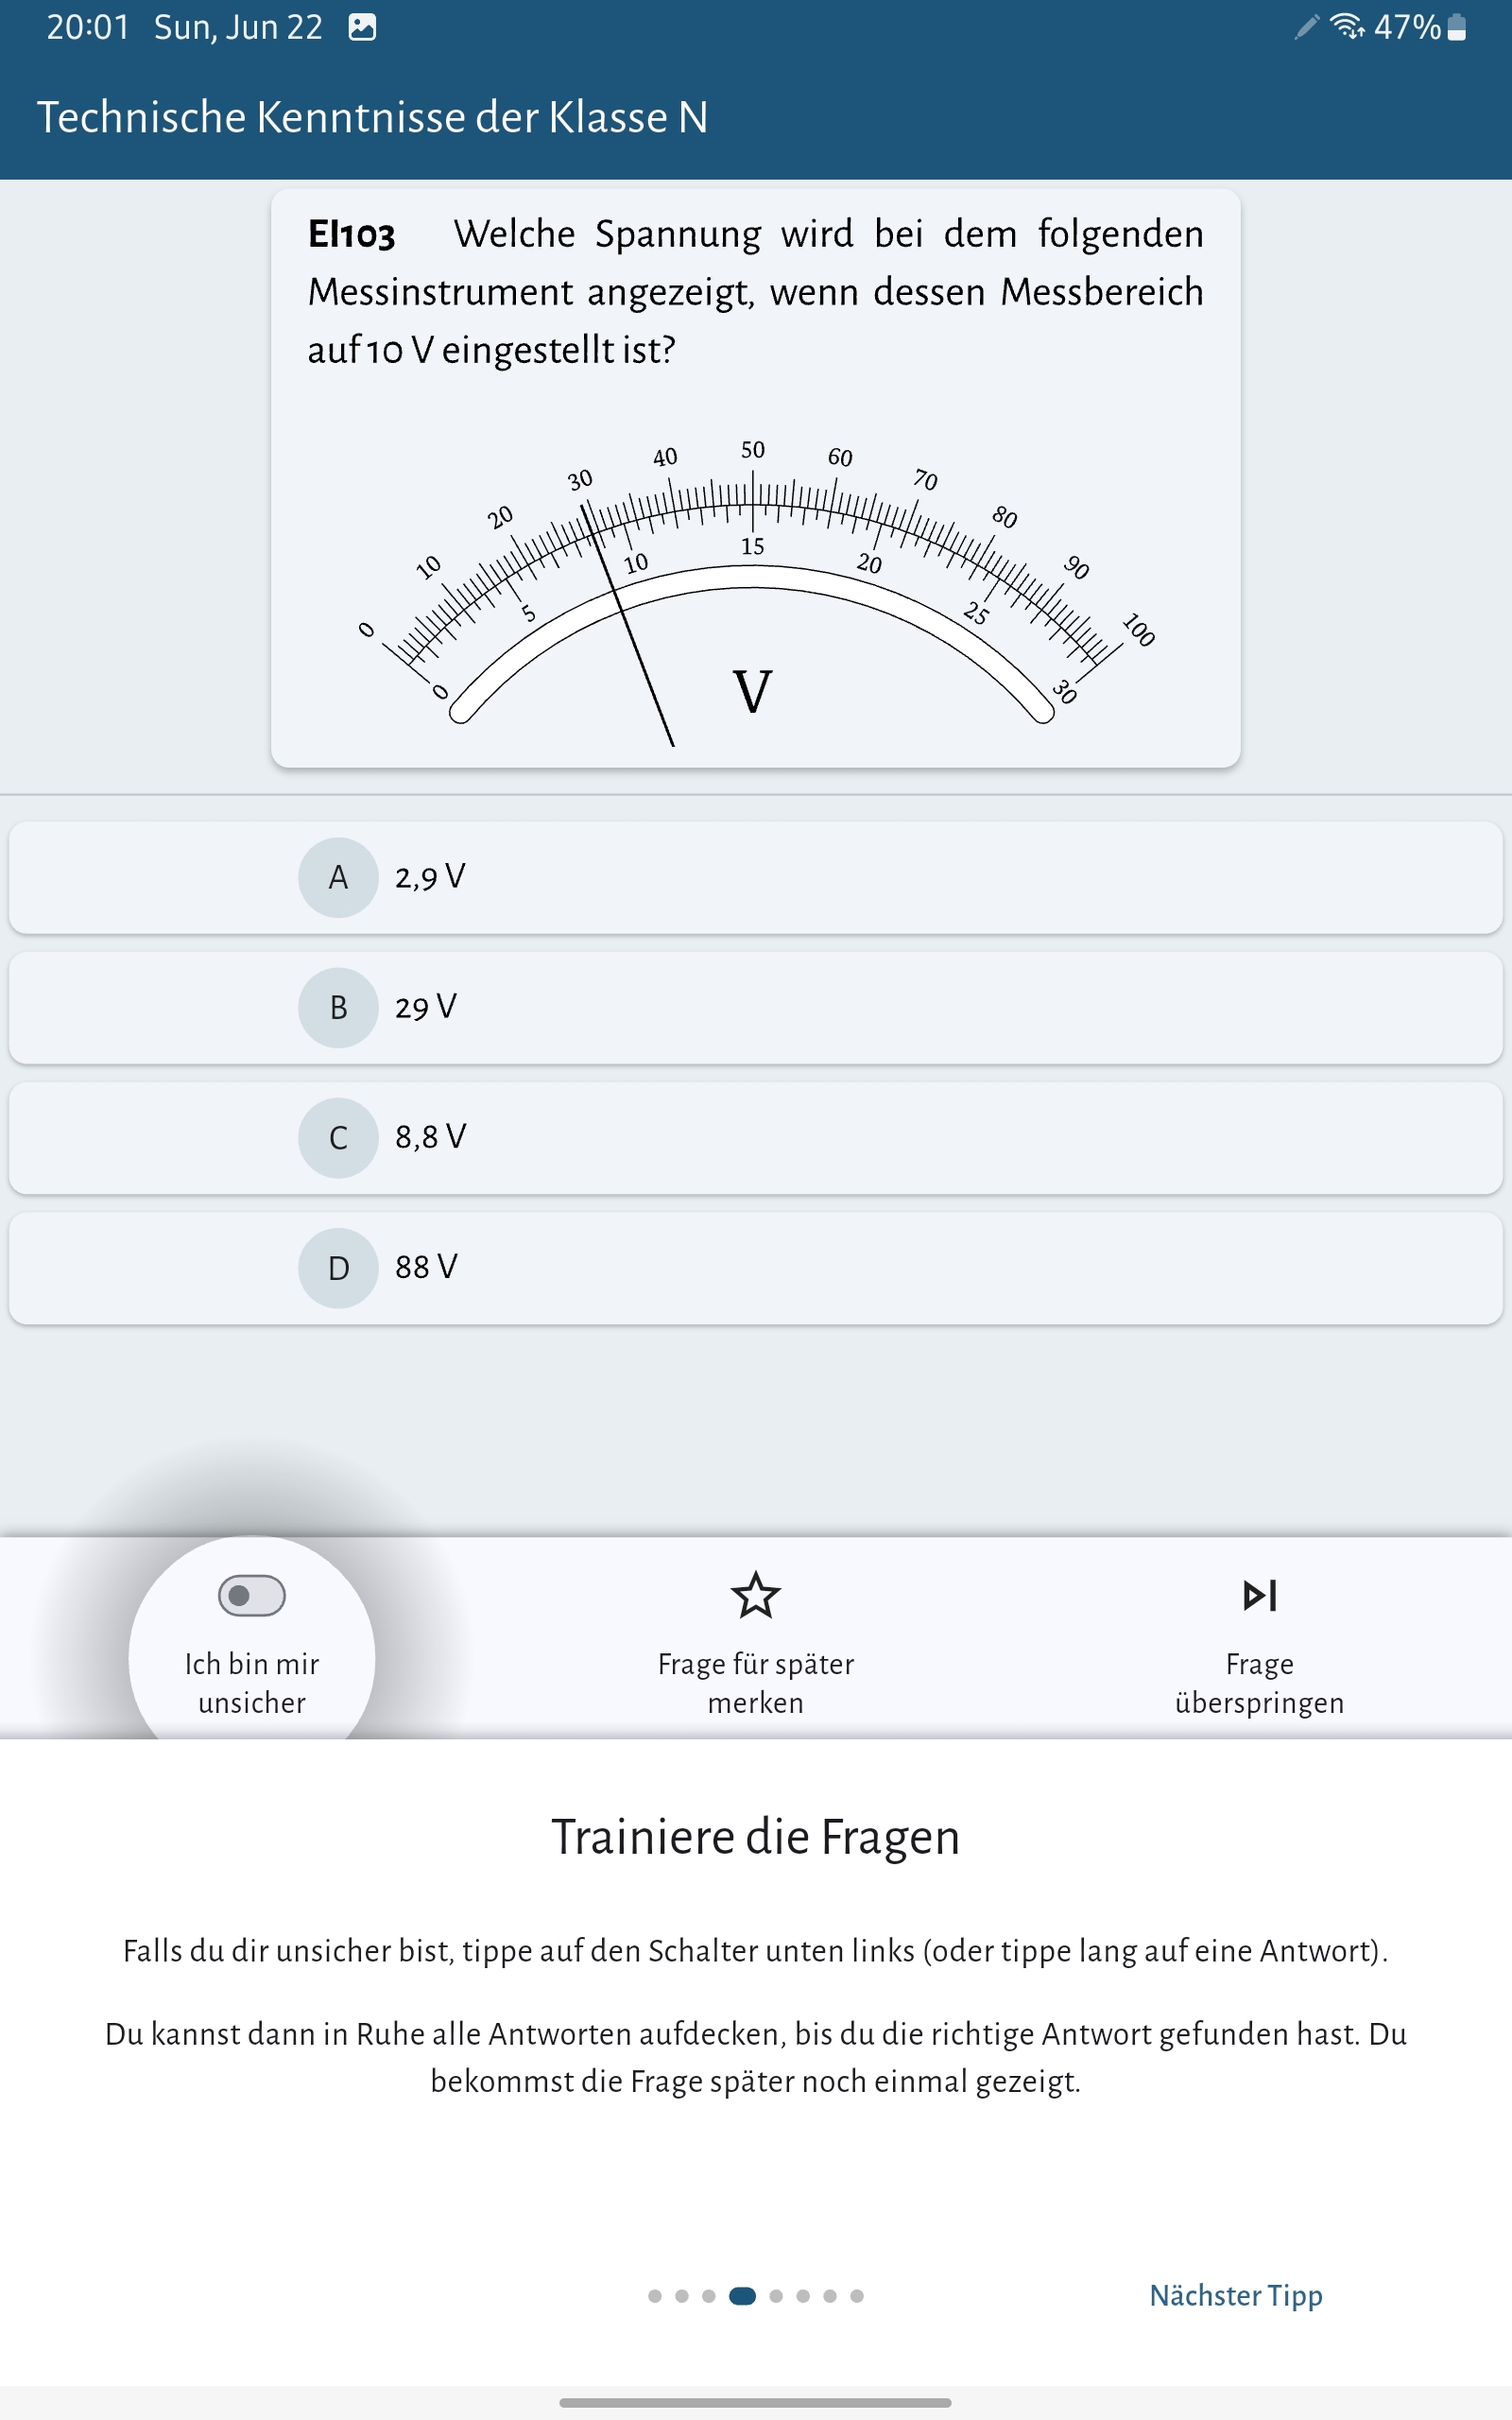 20:01 Sun, Jun 22 47%
Technische Kenntnisse der Klasse N
EI103 Welche Spannung wird bei dem folgenden
Messinstrument angezeigt, wenn dessen Messbereich
auf 10 V eingestellt ist?
0 10 20 30 40 50 60 70 80 90 100
0 5 10 15 20 25 30
V
A 2,9 V
B 29 V
C 8,8 V
D 88 V
Ich bin mir
unsicher
Frage für später
merken
Frage
überspringen
Trainiere die Fragen
Falls du dir unsicher bist, tippe auf den Schalter unten links (oder tippe lang auf eine Antwort).
Du kannst dann in Ruhe alle Antworten aufdecken, bis du die richtige Antwort gefunden hast. Du
bekommst die Frage später noch einmal gezeigt.
Nächster Tipp